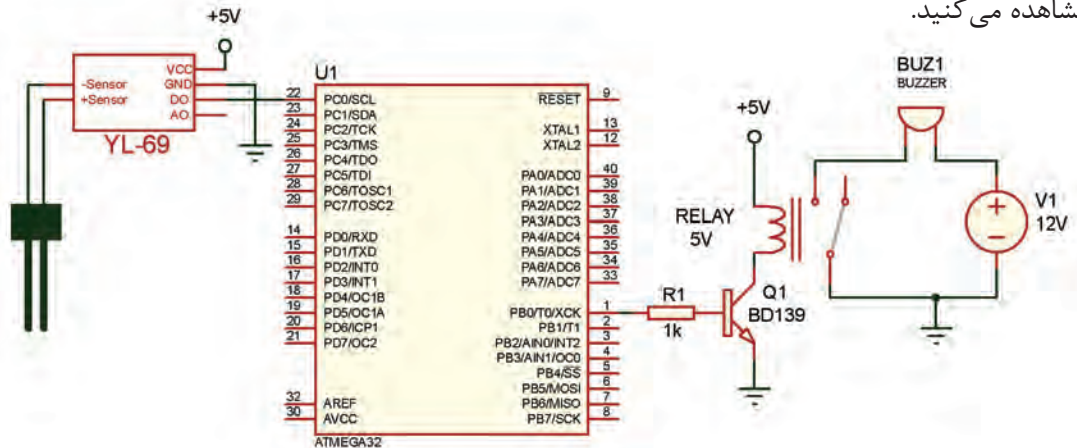 مشاهده می‌کنید.
+5V
VCC
GND
DO
AO
-Sensor
+Sensor
YL-69
U1
22 PC0/SCL
23 PC1/SDA
24 PC2/TCK
25 PC3/TMS
26 PC4/TDO
27 PC5/TDI
28 PC6/TOSC1
29 PC7/TOSC2
14 PD0/RXD
15 PD1/TXD
16 PD2/INT0
17 PD3/INT1
18 PD4/OC1B
19 PD5/OC1A
20 PD6/ICP1
21 PD7/OC2
32 AREF
30 AVCC
RESET 9
XTAL1 13
XTAL2 12
PA0/ADC0 40
PA1/ADC1 39
PA2/ADC2 38
PA3/ADC3 37
PA4/ADC4 36
PA5/ADC5 35
PA6/ADC6 34
PA7/ADC7 33
PB0/T0/XCK 1
PB1/T1 2
PB2/AIN0/INT2 3
PB3/AIN1/OC0 4
PB4/SS 5
PB5/MOSI 6
PB6/MISO 7
PB7/SCK 8
ATMEGA32
R1
1k
+5V
RELAY
5V
Q1
BD139
BUZ1
BUZZER
V1
12V